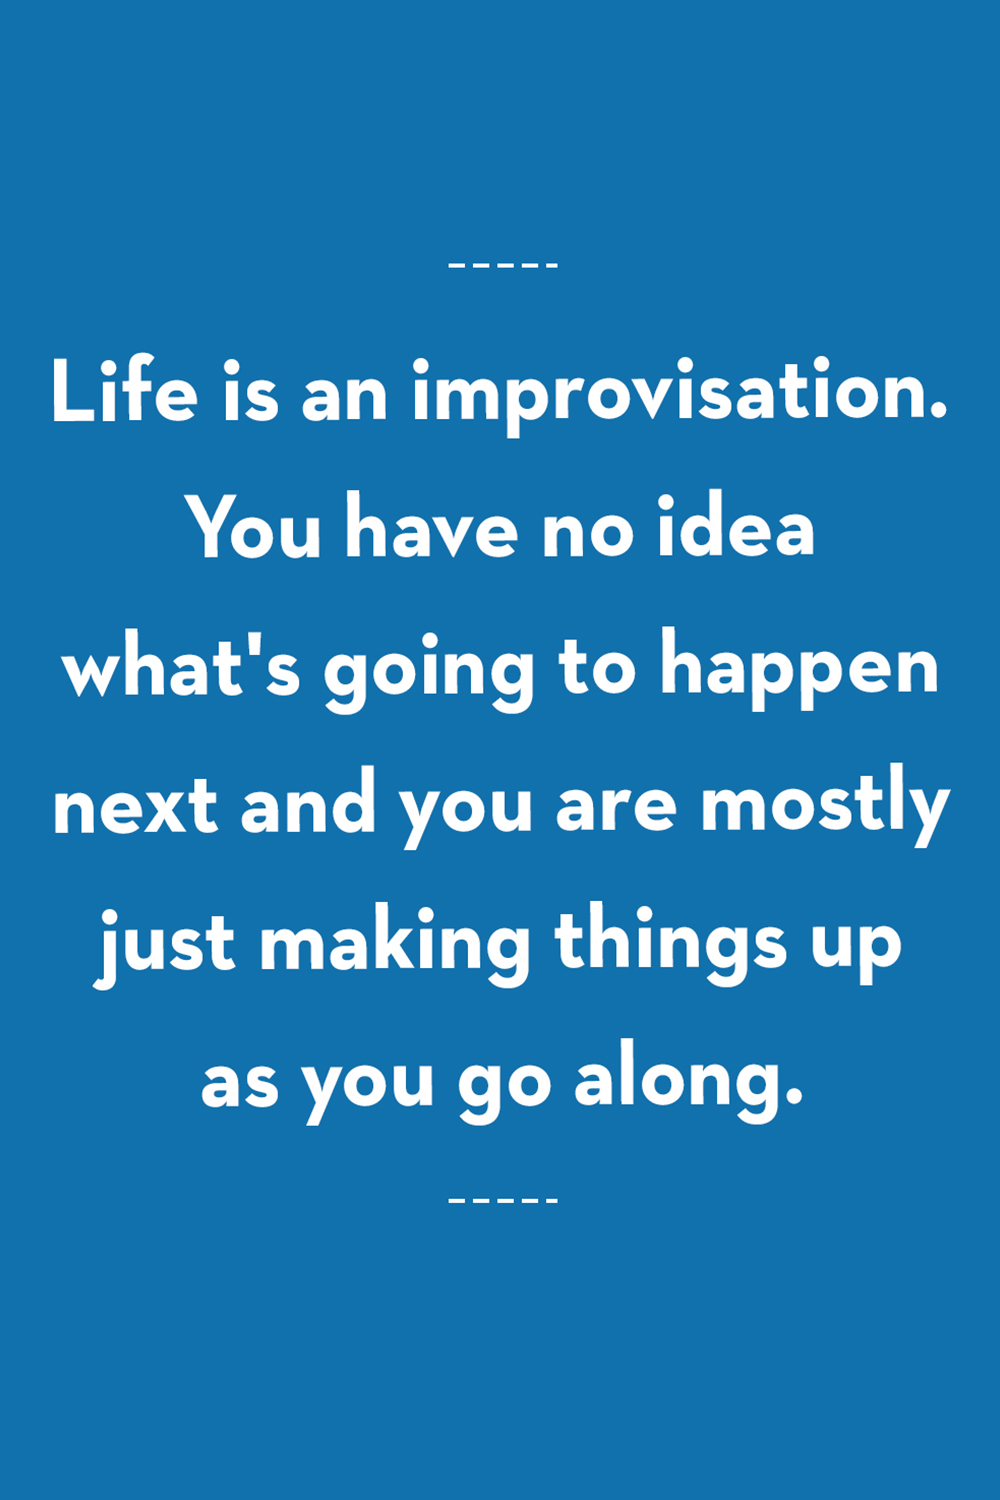 Life is an improvisation.
You have no idea
what's going to happen
next and you are mostly
just making things up
as you go along.